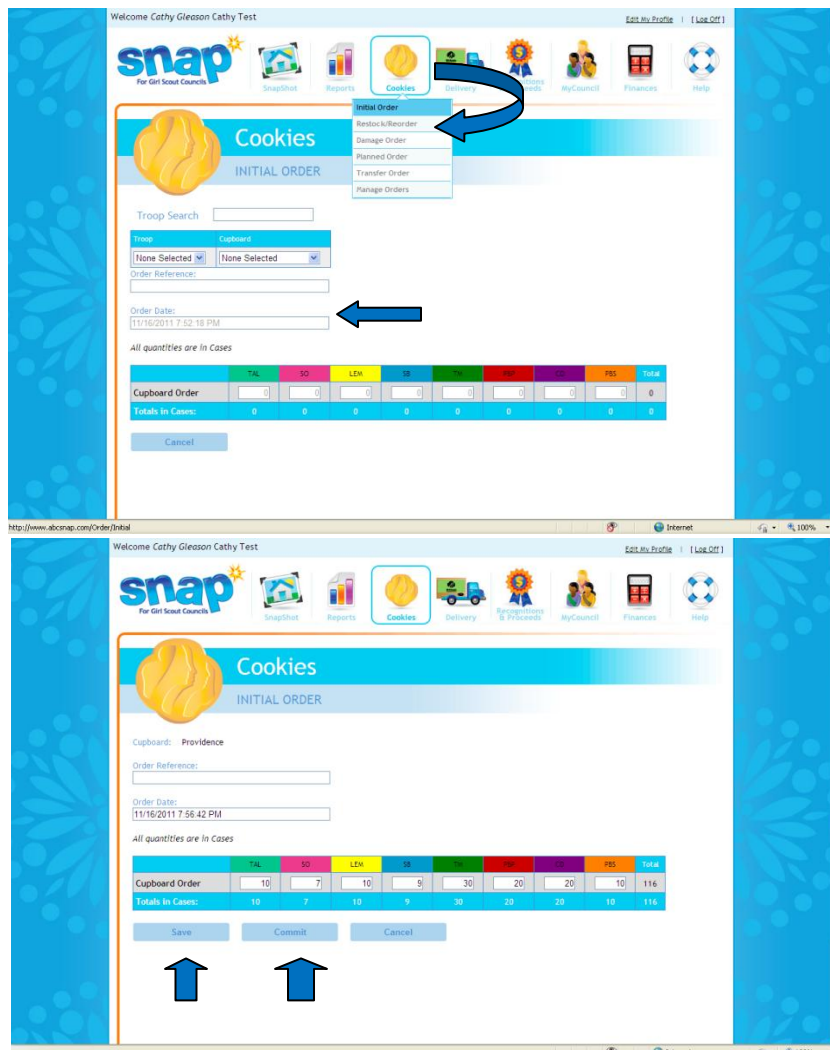 Welcome Cathy Gleason Cathy Test
Edit My Profile | [ Log Off ]
snap
For Girl Scout Councils
SnapShot Reports Cookies Delivery MyCouncil Finances Help
Initial Order
Restock/Reorder
Damage Order
Planned Order
Transfer Order
Manage Orders
Cookies
INITIAL ORDER
Troop Search
Troop Cupboard
None Selected None Selected
Order Reference:
Order Date:
11/16/2011 7:52:18 PM
All quantities are in Cases
TAL SO LEM SB TM CD PBS Total
Cupboard Order 0 0 0 0 0 0 0 0 0
Totals in Cases: 0 0 0 0 0 0 0 0 0
Cancel
http://www.abcsnap.com/Order/Initial
Internet
100%
Welcome Cathy Gleason Cathy Test
Edit My Profile | [ Log Off ]
snap
For Girl Scout Councils
SnapShot Reports Cookies Delivery Recognitions & Proceeds MyCouncil Finances Help
Cookies
INITIAL ORDER
Cupboard: Providence
Order Reference:
Order Date:
11/16/2011 7:56:42 PM
All quantities are in Cases
TAL SO LEM SB TM CD PBS Total
Cupboard Order 10 7 10 9 30 20 20 10 116
Totals in Cases: 10 7 10 9 30 20 20 10 116
Save Commit Cancel